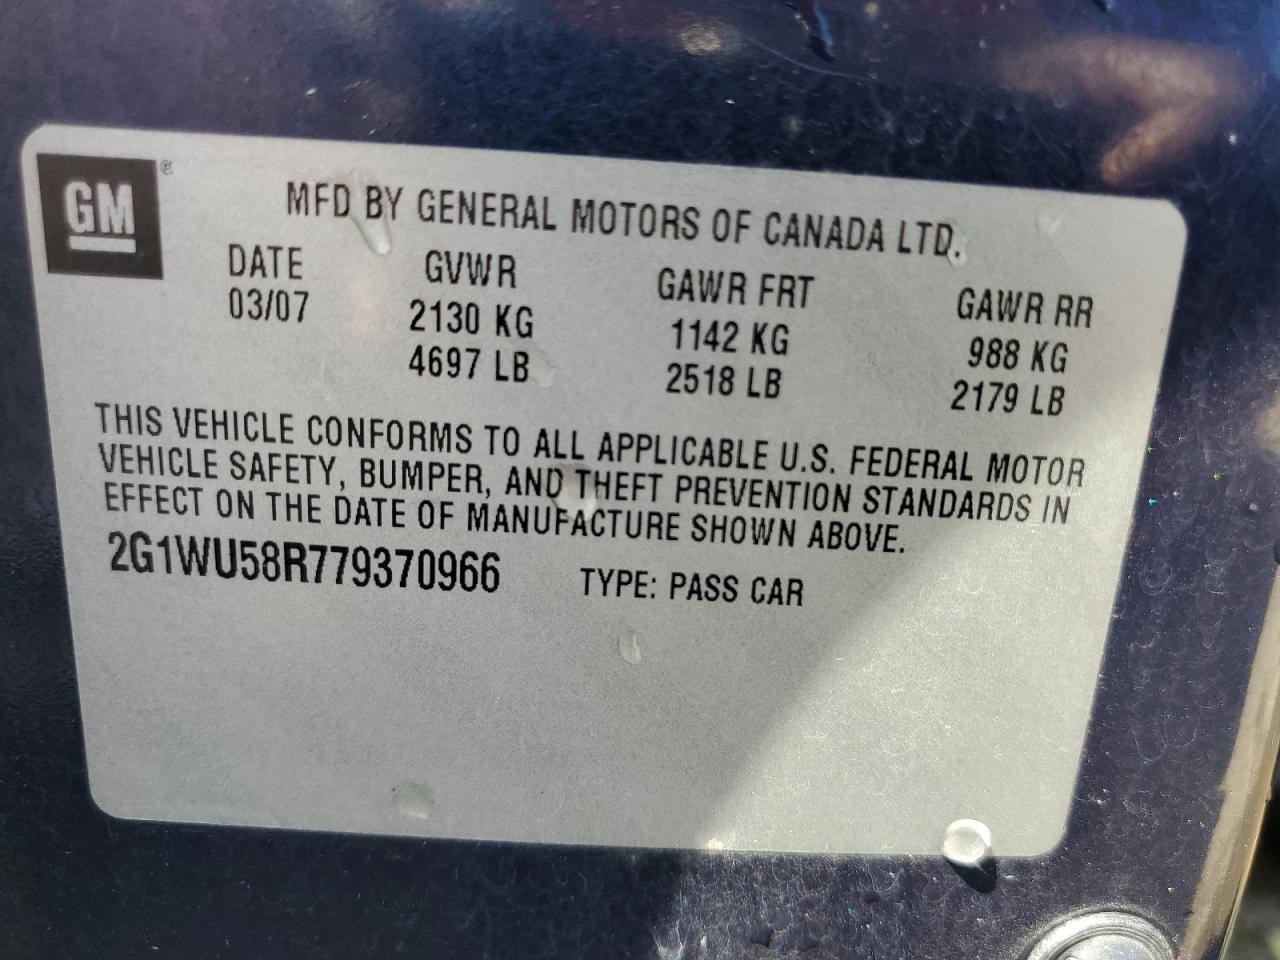 GM ®
MFD BY GENERAL MOTORS OF CANADA LTD.
DATE GVWR GAWR FRT GAWR RR
03/07 2130 KG 1142 KG 988 KG
4697 LB 2518 LB 2179 LB
THIS VEHICLE CONFORMS TO ALL APPLICABLE U.S. FEDERAL MOTOR
VEHICLE SAFETY, BUMPER, AND THEFT PREVENTION STANDARDS IN
EFFECT ON THE DATE OF MANUFACTURE SHOWN ABOVE.
2G1WU58R779370966 TYPE: PASS CAR